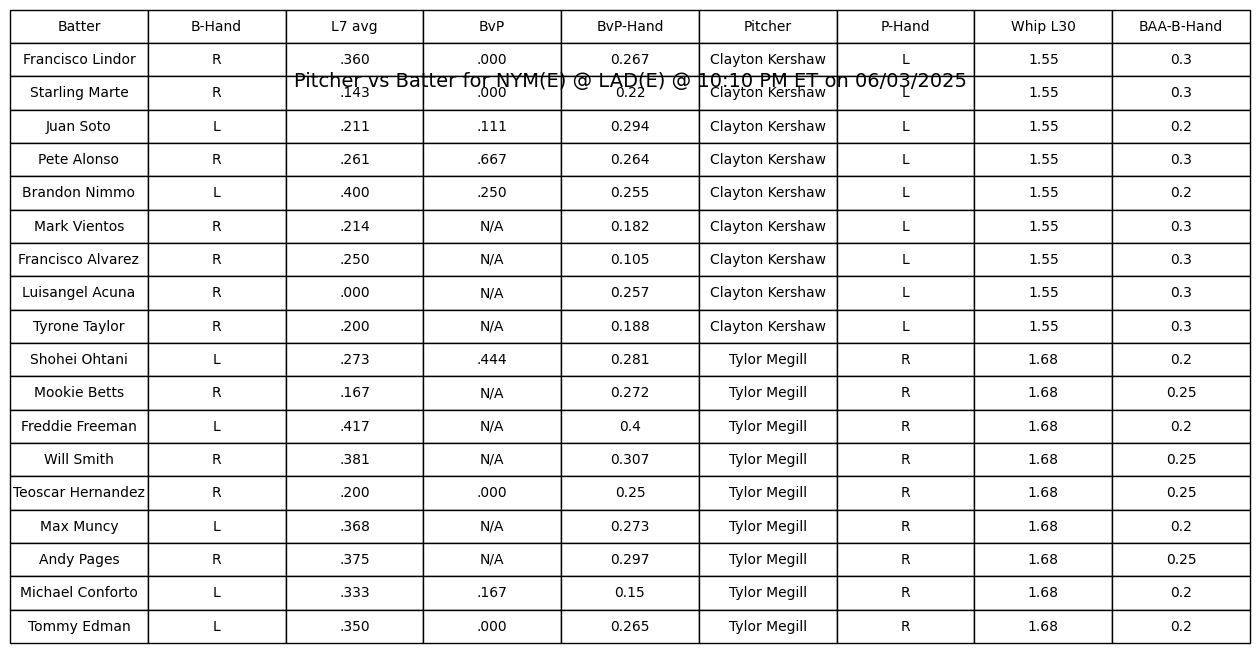 Batter B-Hand L7 avg BvP BvP-Hand Pitcher P-Hand Whip L30 BAA-B-Hand
Francisco Lindor R .360 .000 0.267 Clayton Kershaw L 1.55 0.3
Pitcher vs Batter for NYM(E) @ LAD(E) @ 10:10 PM ET on 06/03/2025
Starling Marte R .143 .000 0.22 Clayton Kershaw L 1.55 0.3
Juan Soto L .211 .111 0.294 Clayton Kershaw L 1.55 0.2
Pete Alonso R .261 .667 0.264 Clayton Kershaw L 1.55 0.3
Brandon Nimmo L .400 .250 0.255 Clayton Kershaw L 1.55 0.2
Mark Vientos R .214 N/A 0.182 Clayton Kershaw L 1.55 0.3
Francisco Alvarez R .250 N/A 0.105 Clayton Kershaw L 1.55 0.3
Luisangel Acuna R .000 N/A 0.257 Clayton Kershaw L 1.55 0.3
Tyrone Taylor R .200 N/A 0.188 Clayton Kershaw L 1.55 0.3
Shohei Ohtani L .273 .444 0.281 Tylor Megill R 1.68 0.2
Mookie Betts R .167 N/A 0.272 Tylor Megill R 1.68 0.25
Freddie Freeman L .417 N/A 0.4 Tylor Megill R 1.68 0.2
Will Smith R .381 N/A 0.307 Tylor Megill R 1.68 0.25
Teoscar Hernandez R .200 .000 0.25 Tylor Megill R 1.68 0.25
Max Muncy L .368 N/A 0.273 Tylor Megill R 1.68 0.2
Andy Pages R .375 N/A 0.297 Tylor Megill R 1.68 0.25
Michael Conforto L .333 .167 0.15 Tylor Megill R 1.68 0.2
Tommy Edman L .350 .000 0.265 Tylor Megill R 1.68 0.2